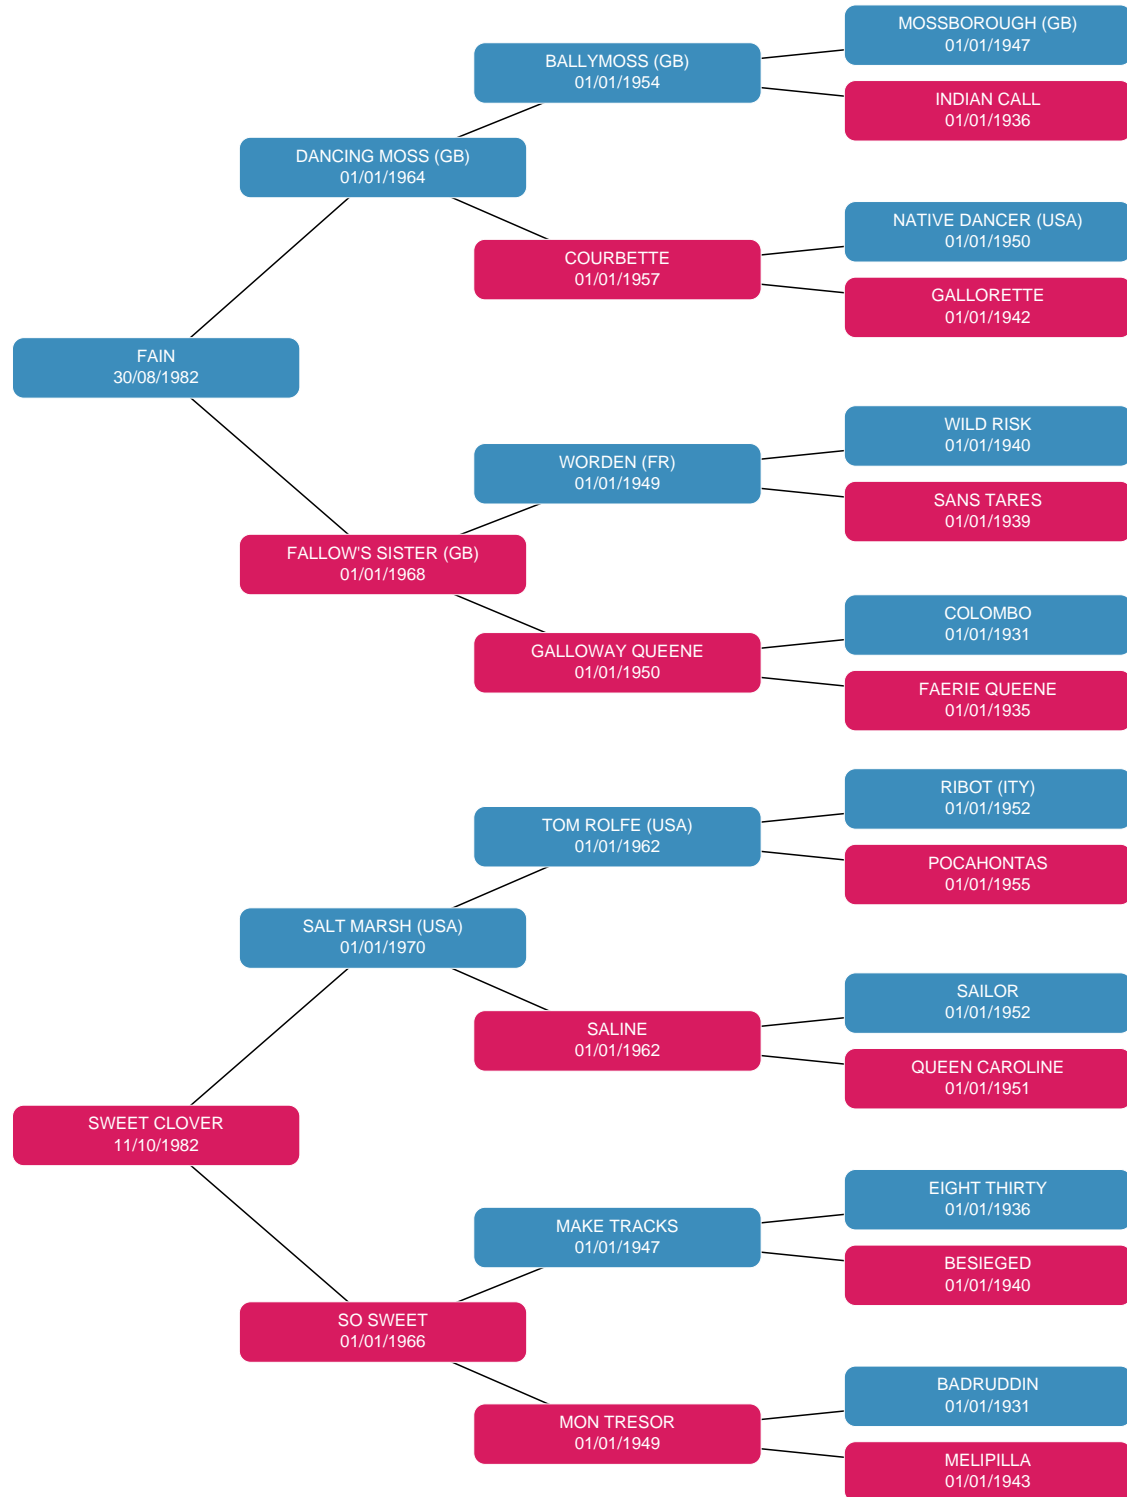 MOSSBOROUGH (GB)
01/01/1947
BALLYMOSS (GB)
01/01/1954
INDIAN CALL
01/01/1936
DANCING MOSS (GB)
01/01/1964
NATIVE DANCER (USA)
01/01/1950
COURBETTE
01/01/1957
GALLORETTE
01/01/1942
FAIN
30/08/1982
WILD RISK
01/01/1940
WORDEN (FR)
01/01/1949
SANS TARES
01/01/1939
FALLOW'S SISTER (GB)
01/01/1968
COLOMBO
01/01/1931
GALLOWAY QUEENE
01/01/1950
FAERIE QUEENE
01/01/1935
RIBOT (ITY)
01/01/1952
TOM ROLFE (USA)
01/01/1962
POCAHONTAS
01/01/1955
SALT MARSH (USA)
01/01/1970
SAILOR
01/01/1952
SALINE
01/01/1962
QUEEN CAROLINE
01/01/1951
SWEET CLOVER
11/10/1982
EIGHT THIRTY
01/01/1936
MAKE TRACKS
01/01/1947
BESIEGED
01/01/1940
SO SWEET
01/01/1966
BADRUDDIN
01/01/1931
MON TRESOR
01/01/1949
MELIPILLA
01/01/1943